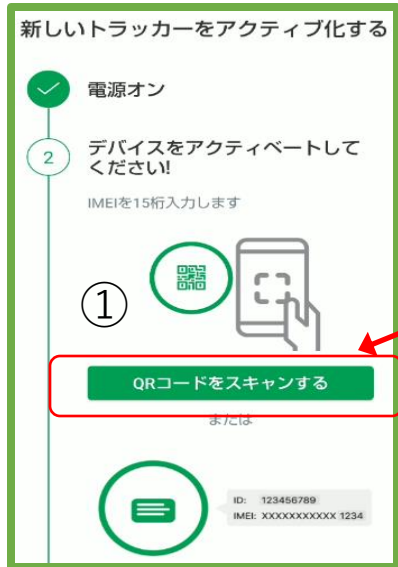 新しいトラッカーをアクティブ化する
電源オン
2
デバイスをアクティベートして
ください!
IMEIを15桁入力します
①
QRコードをスキャンする
または
ID: 123456789
IMEI: XXXXXXXXXXX 1234